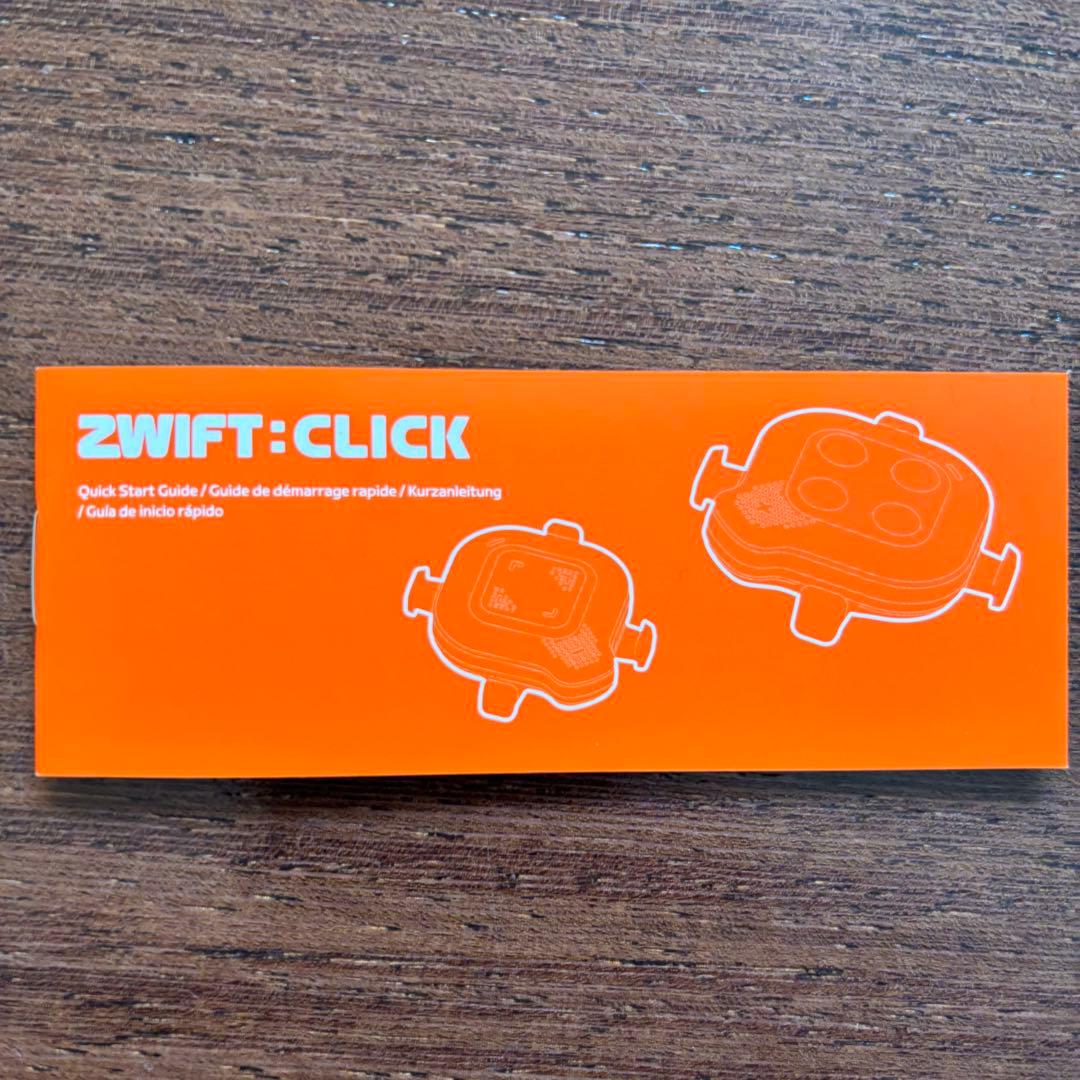 ZWIFT:CLICK
Quick Start Guide / Guide de démarrage rapide / Kurzanleitung
/ Guía de inicio rápido